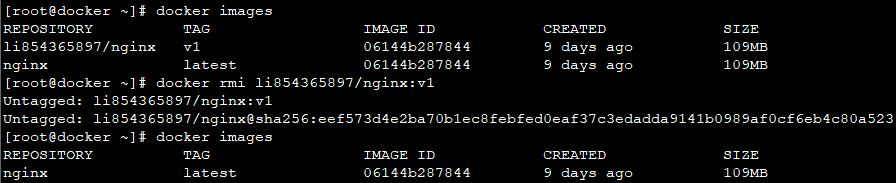 [root@docker ~]# docker images
REPOSITORY TAG IMAGE ID CREATED SIZE
li854365897/nginx v1 06144b287844 9 days ago 109MB
nginx latest 06144b287844 9 days ago 109MB
[root@docker ~]# docker rmi li854365897/nginx:v1
Untagged: li854365897/nginx:v1
Untagged: li854365897/nginx@sha256:eef573d4e2ba70b1ec8febfed0eaf37c3edadda9141b0989af0cf6eb4c80a523
[root@docker ~]# docker images
REPOSITORY TAG IMAGE ID CREATED SIZE
nginx latest 06144b287844 9 days ago 109MB